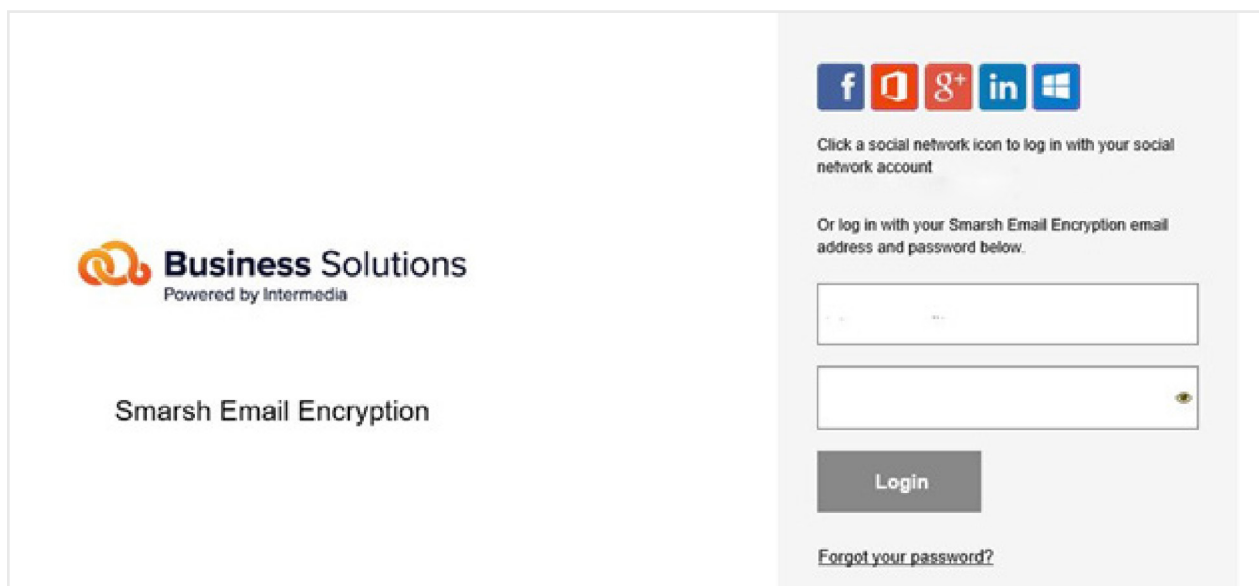 f
g+
in
Click a social network icon to log in with your social
network account
Or log in with your Smarsh Email Encryption email
address and password below.
Business Solutions
Powered by Intermedia
Smarsh Email Encryption
Login
Forgot your password?